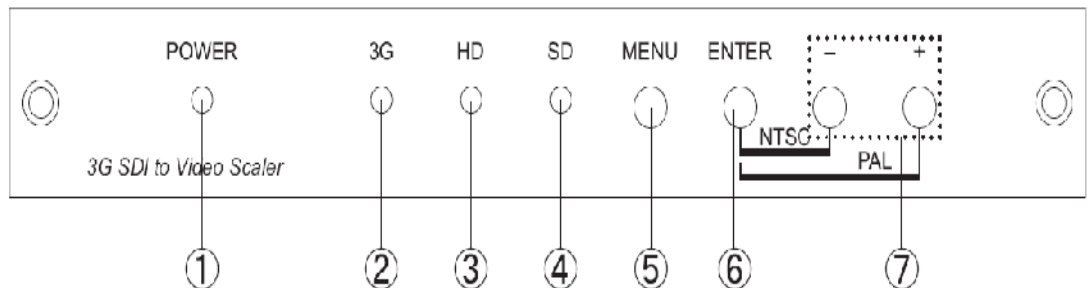 POWER 3G HD SD MENU ENTER - +
NTSC
PAL
3G SDI to Video Scaler
① ② ③ ④ ⑤ ⑥ ⑦